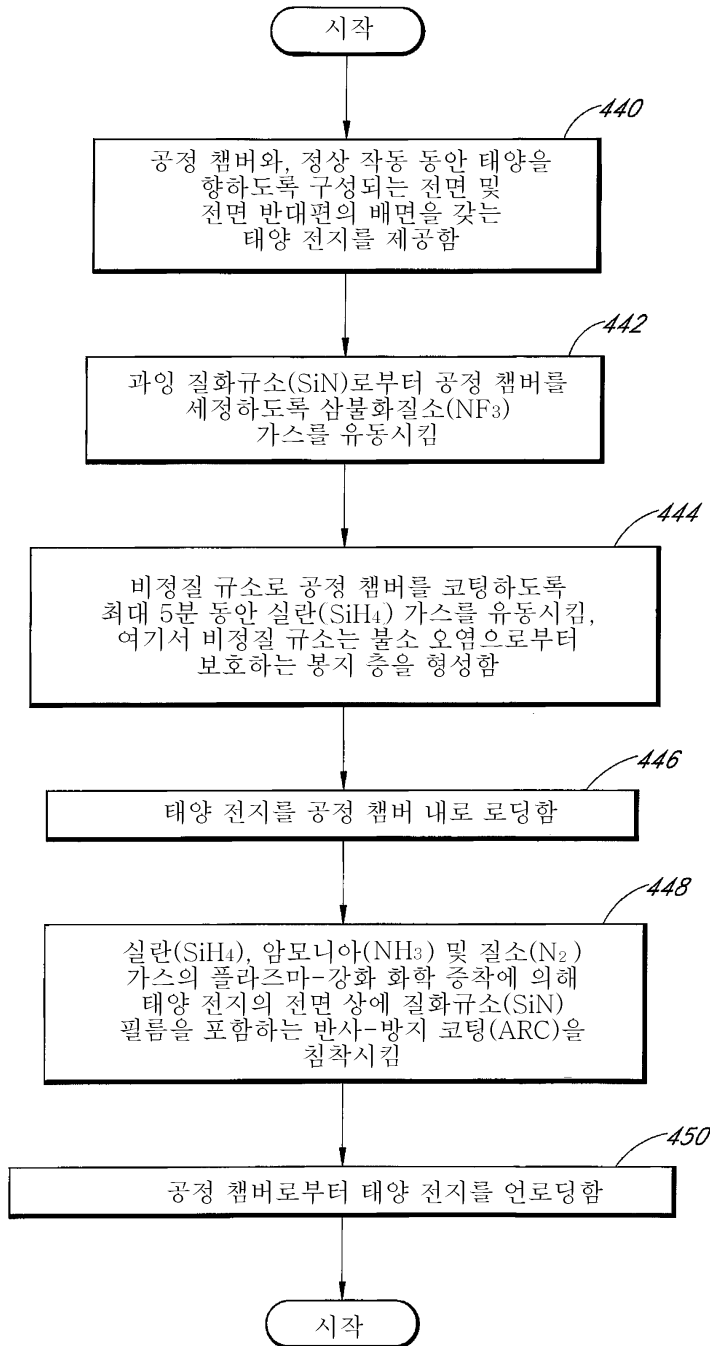 시작
440
공정 챔버와, 정상 작동 동안 태양을
향하도록 구성되는 전면 및
전면 반대편의 배면을 갖는
태양 전지를 제공함
442
과잉 질화규소(SiN)로부터 공정 챔버를
세정하도록 삼불화질소(NF₃)
가스를 유동시킴
444
비정질 규소로 공정 챔버를 코팅하도록
최대 5분 동안 실란(SiH₄) 가스를 유동시킴,
여기서 비정질 규소는 불소 오염으로부터
보호하는 봉지 층을 형성함
446
태양 전지를 공정 챔버 내로 로딩함
448
실란(SiH₄), 암모니아(NH₃) 및 질소(N₂)
가스의 플라즈마-강화 화학 증착에 의해
태양 전지의 전면 상에 질화규소(SiN)
필름을 포함하는 반사-방지 코팅(ARC)을
침착시킴
450
공정 챔버로부터 태양 전지를 언로딩함
시작